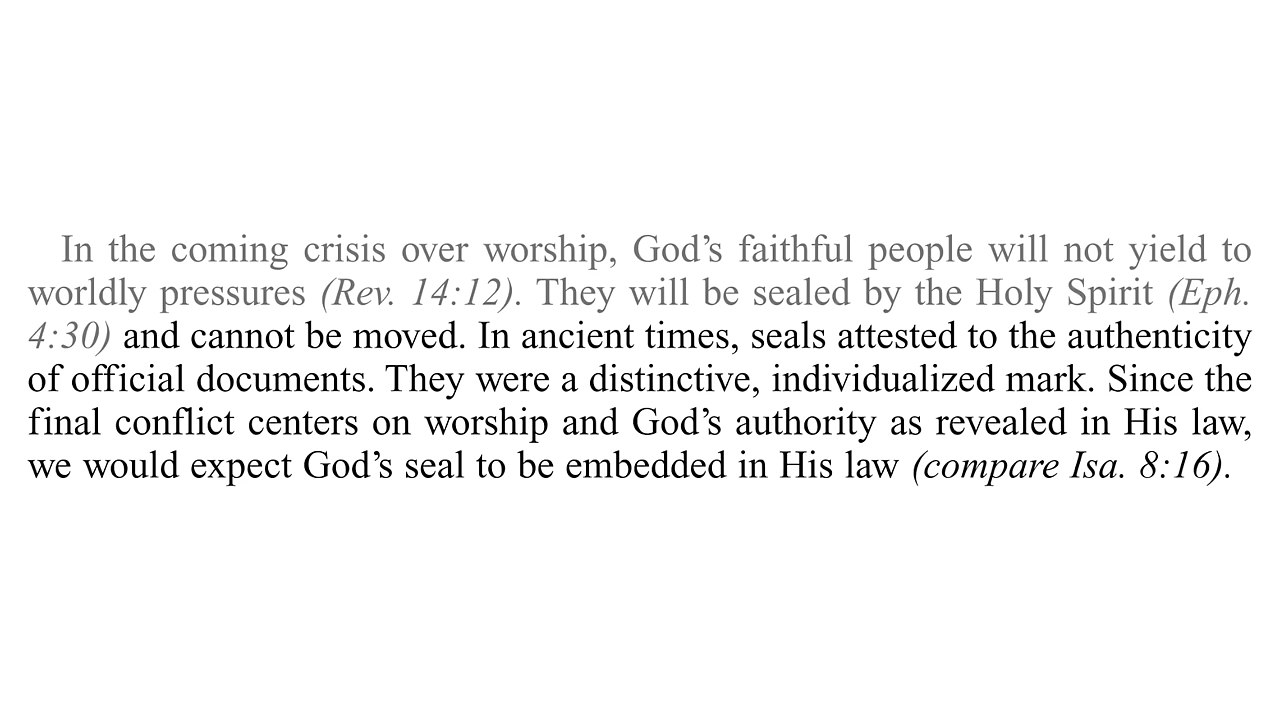 In the coming crisis over worship, God’s faithful people will not yield to
worldly pressures (Rev. 14:12). They will be sealed by the Holy Spirit (Eph.
4:30) and cannot be moved. In ancient times, seals attested to the authenticity
of official documents. They were a distinctive, individualized mark. Since the
final conflict centers on worship and God’s authority as revealed in His law,
we would expect God’s seal to be embedded in His law (compare Isa. 8:16).